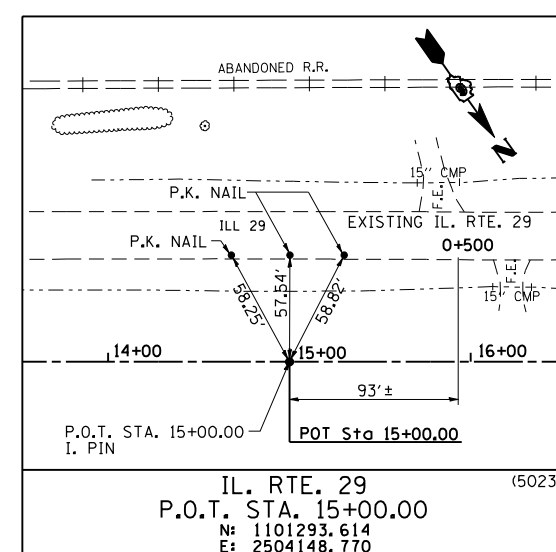 ABANDONED R.R.
N
15" CMP
F.E.
P.K. NAIL
ILL 29
EXISTING IL. RTE. 29
P.K. NAIL
0+500
58.25'
57.54'
58.82'
F.E.
15" CMP
14+00
15+00
16+00
93'±
P.O.T. STA. 15+00.00
I. PIN
POT Sta 15+00.00
IL. RTE. 29
(5023
P.O.T. STA. 15+00.00
N: 1101293.614
E: 2504148.770